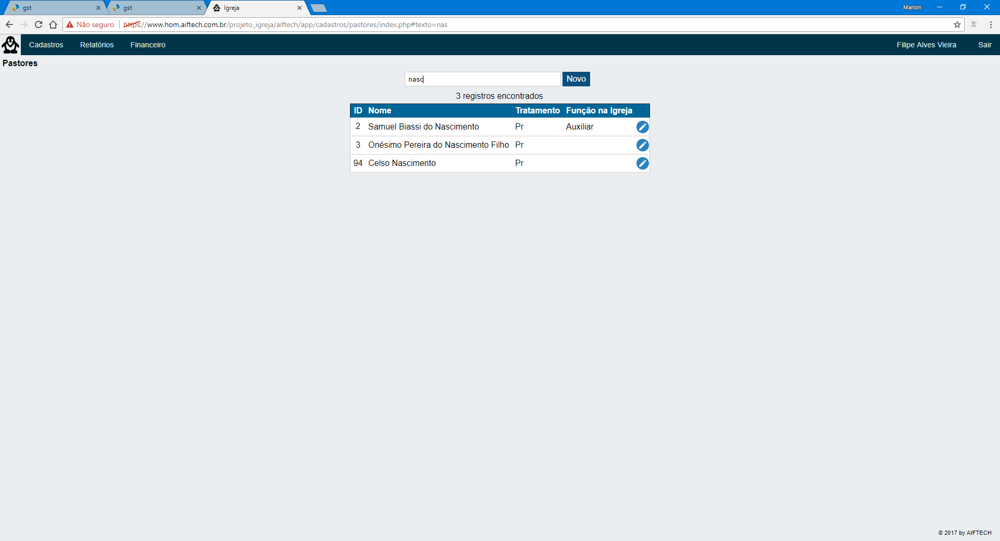 gst
gst
Igreja
Marlon
Não seguro
https://www.hom.aiftech.com.br/projeto_igreja/aiftech/app/cadastros/pastores/index.php#texto=nas
Cadastros Relatórios Financeiro Filipe Alves Vieira Sair
Pastores
nasc Novo
3 registros encontrados
ID Nome Tratamento Função na Igreja
2 Samuel Biassi do Nascimento Pr Auxiliar
3 Onésimo Pereira do Nascimento Filho Pr
94 Celso Nascimento Pr
© 2017 by AIFTECH